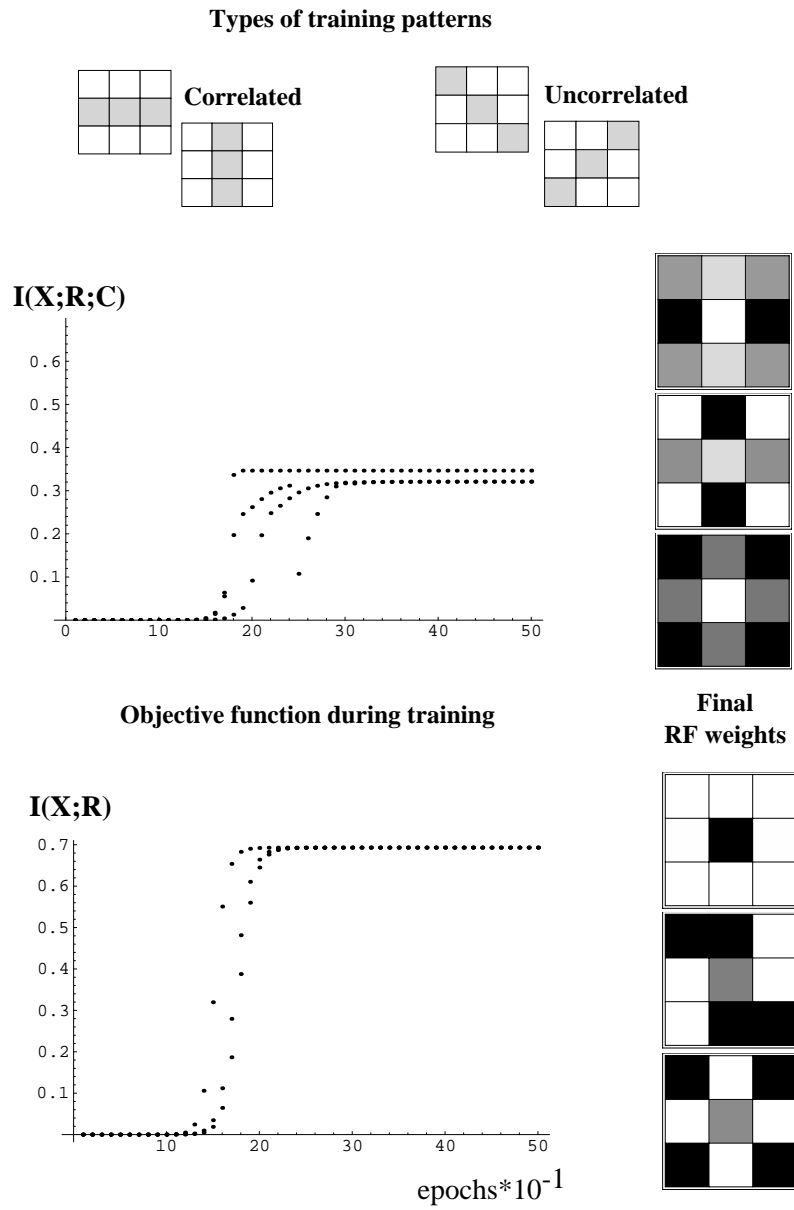 Types of training patterns
Correlated
Uncorrelated
I(X;R;C)
0.6
0.5
0.4
0.3
0.2
0.1
0 10 20 30 40 50
Objective function during training
Final
RF weights
I(X;R)
0.7
0.6
0.5
0.4
0.3
0.2
0.1
10 20 30 40 50
epochs*10-1